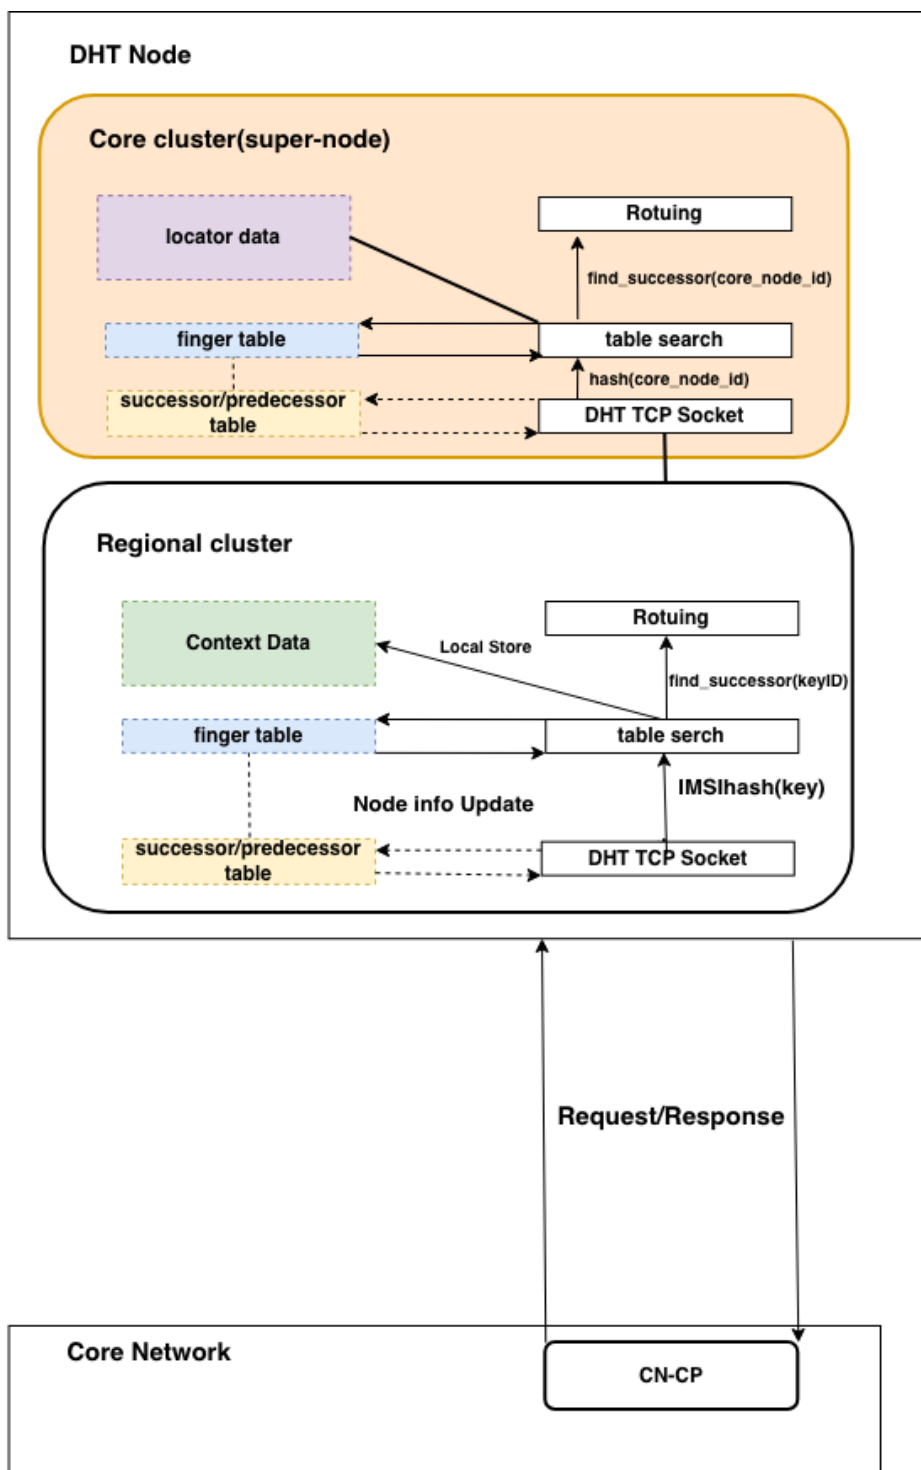 DHT Node
Core cluster(super-node)
locator data
Rotuing
find_successor(core_node_id)
finger table
table search
hash(core_node_id)
successor/predecessor
table
DHT TCP Socket
Regional cluster
Context Data
Rotuing
Local Store
find_successor(keyID)
finger table
table serch
IMSIhash(key)
Node info Update
successor/predecessor
table
DHT TCP Socket
Request/Response
Core Network
CN-CP